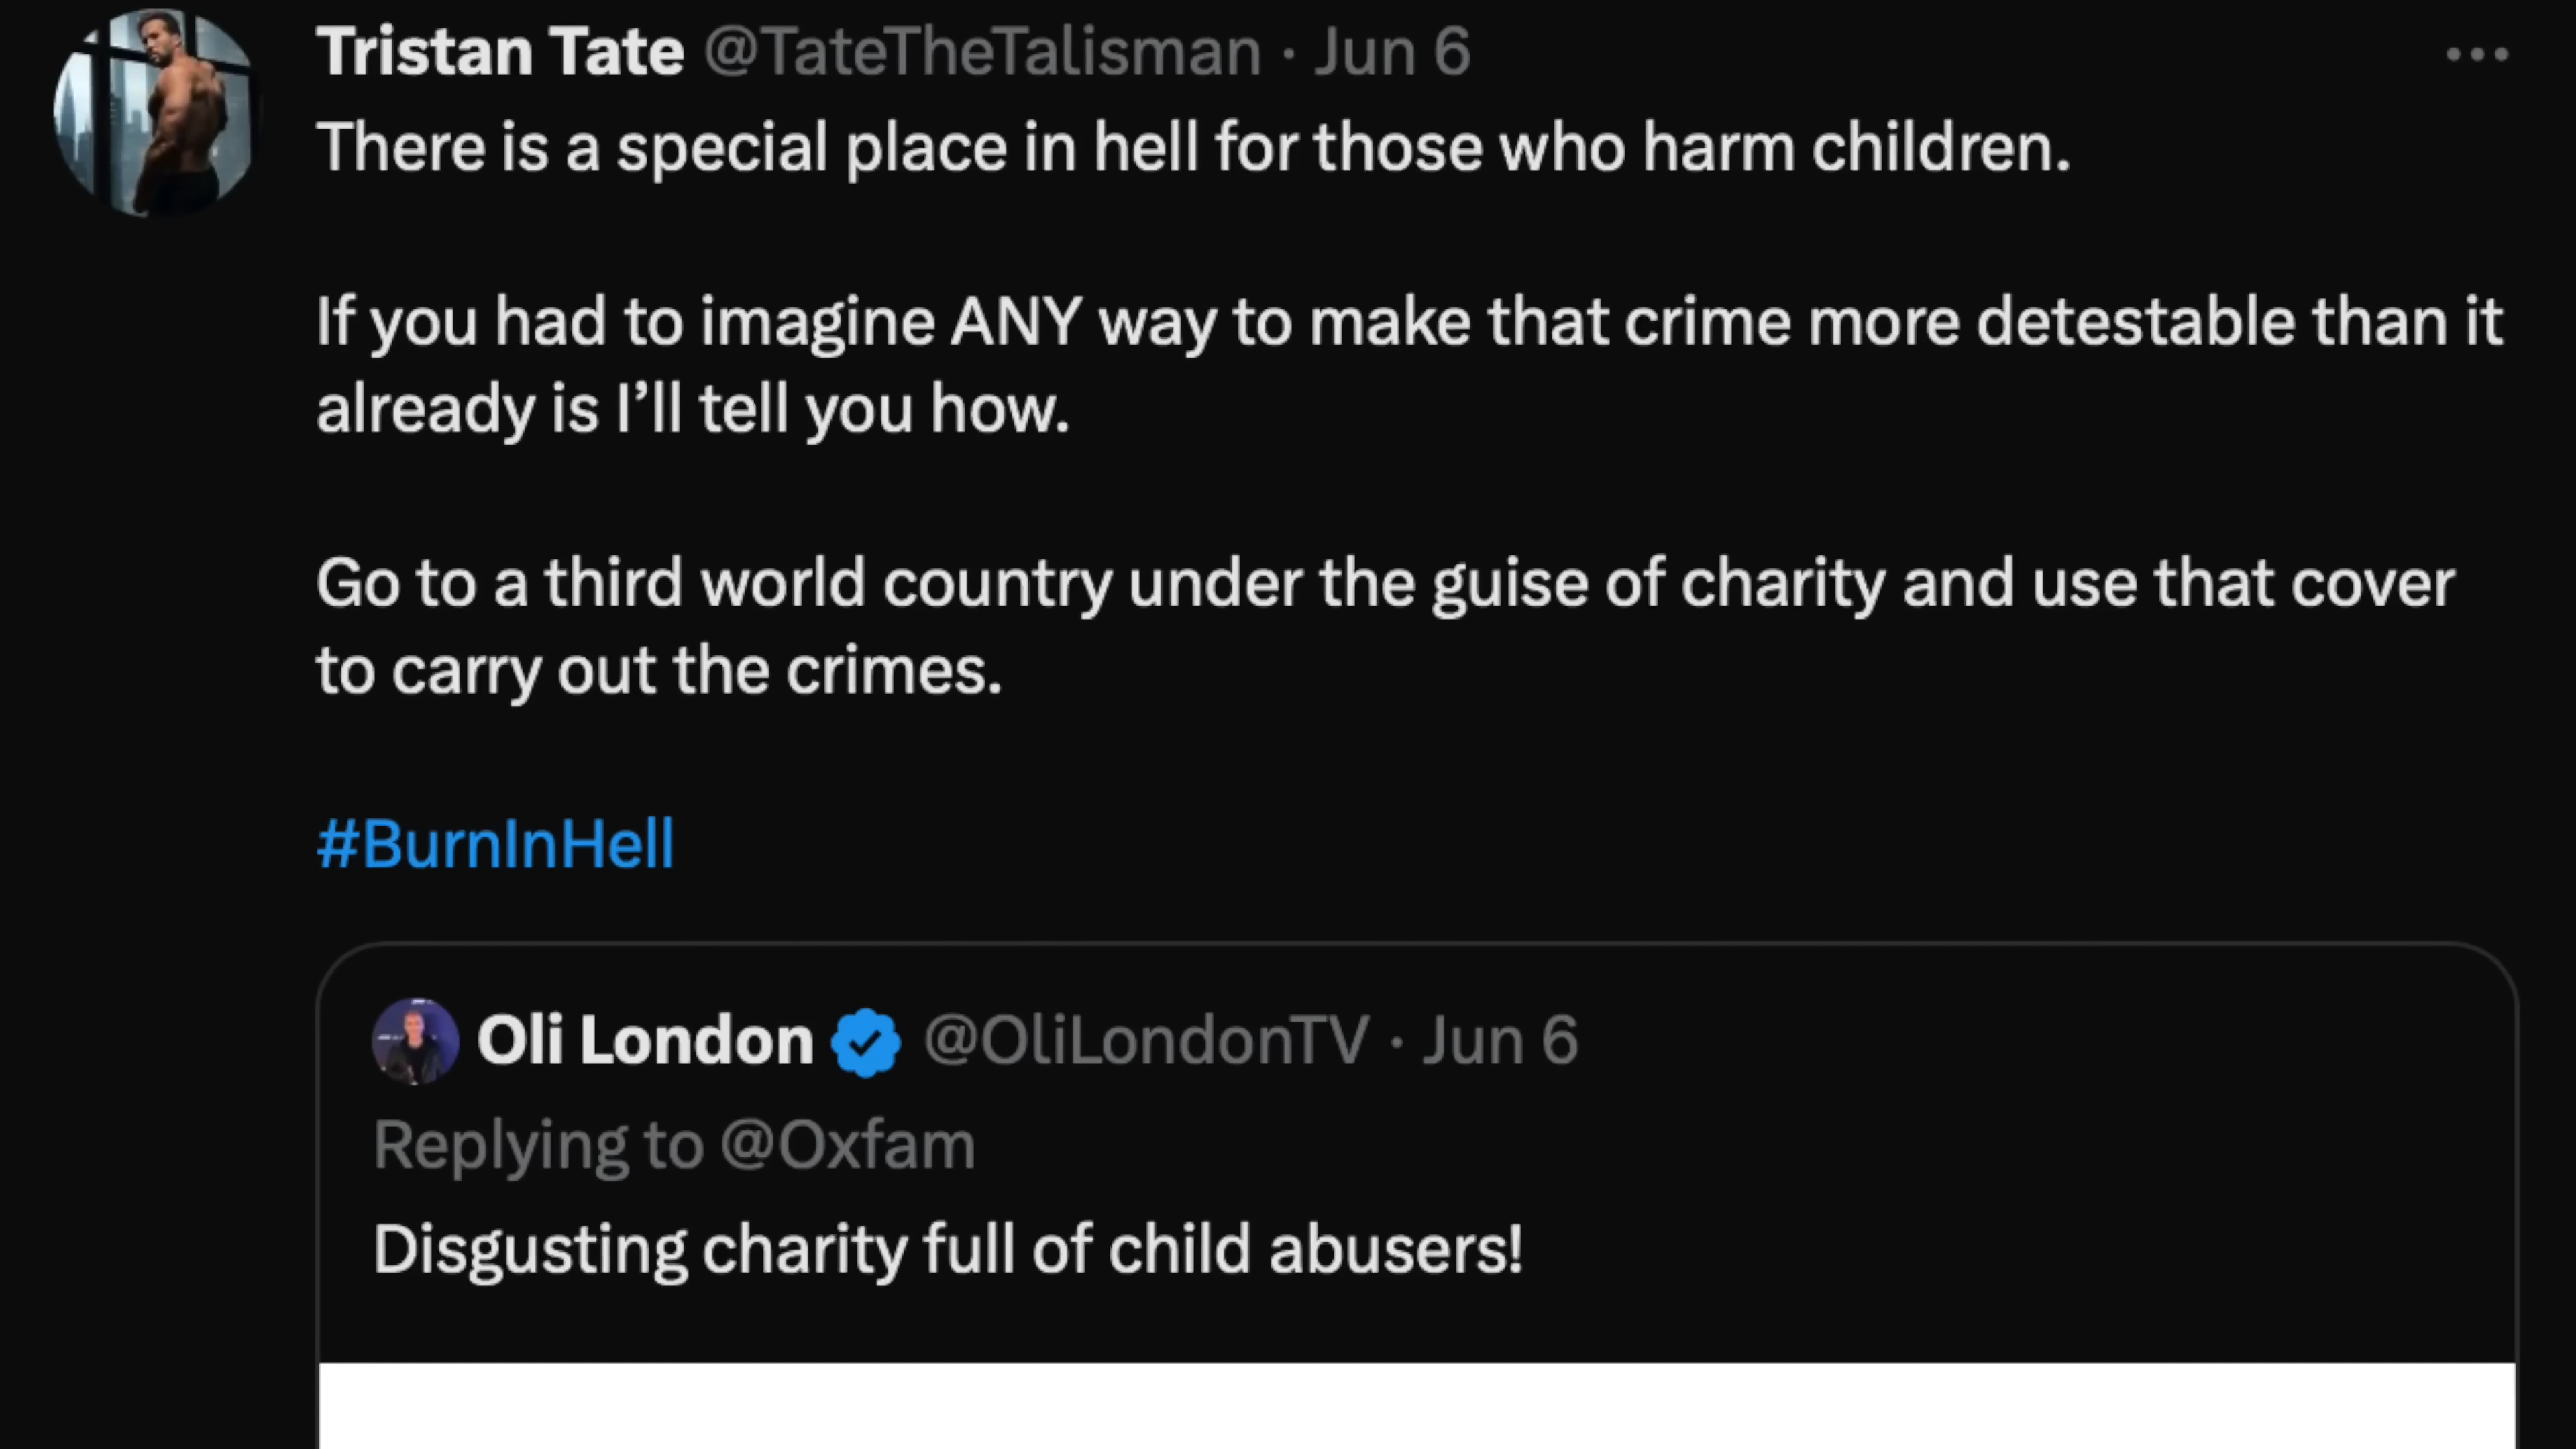 Tristan Tate @TateTheTalisman · Jun 6
There is a special place in hell for those who harm children.
If you had to imagine ANY way to make that crime more detestable than it
already is I’ll tell you how.
Go to a third world country under the guise of charity and use that cover
to carry out the crimes.
#BurnInHell
Oli London @OliLondonTV · Jun 6
Replying to @Oxfam
Disgusting charity full of child abusers!